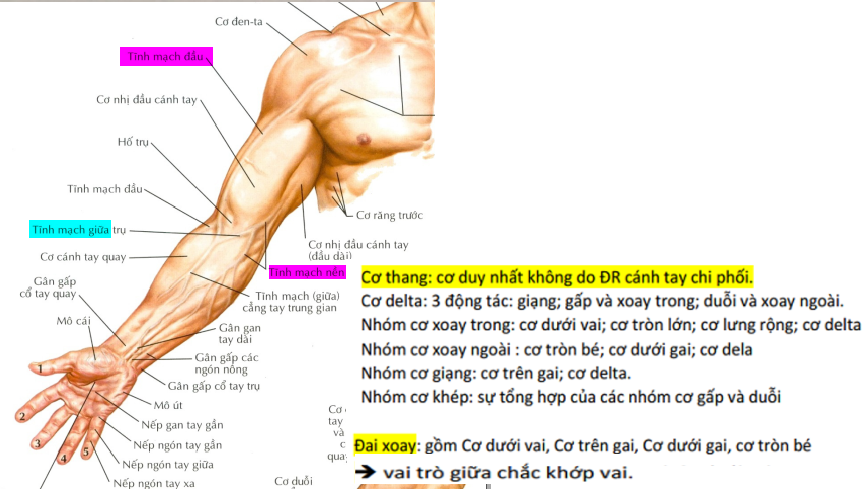 Cơ đen-ta
Tĩnh mạch đầu
Cơ nhị đầu cánh tay
Hố trụ
Tĩnh mạch đầu
Tĩnh mạch giữa trụ
Cơ cánh tay quay
Gân gấp
cổ tay quay
Mô cái
1
2
3
4
5
Cơ răng trước
Cơ nhị đầu cánh tay
(đầu dài)
Tĩnh mạch nền
Tĩnh mạch (giữa)
cẳng tay trung gian
Gân gan
tay dài
Gân gấp các
ngón nông
Gân gấp cổ tay trụ
Mô út
Nếp gan tay gần
Nếp ngón tay gần
Nếp ngón tay giữa
Nếp ngón tay xa
Cơ
tay
và
c
quay
Cơ duỗi
Cơ thang: cơ duy nhất không do ĐR cánh tay chi phối.
Cơ delta: 3 động tác: giạng; gấp và xoay trong; duỗi và xoay ngoài.
Nhóm cơ xoay trong: cơ dưới vai; cơ tròn lớn; cơ lưng rộng; cơ delta
Nhóm cơ xoay ngoài : cơ tròn bé; cơ dưới gai; cơ dela
Nhóm cơ giạng: cơ trên gai; cơ delta.
Nhóm cơ khép: sự tổng hợp của các nhóm cơ gấp và duỗi
Đai xoay: gồm Cơ dưới vai, Cơ trên gai, Cơ dưới gai, cơ tròn bé
➔ vai trò giữa chắc khớp vai.